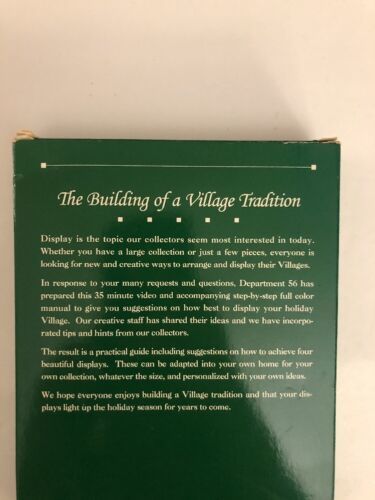 The Building of a Village Tradition
Display is the topic our collectors seem most interested in today.
Whether you have a large collection or just a few pieces, everyone is
looking for new and creative ways to arrange and display their Villages.
In response to your many requests and questions, Department 56 has
prepared this 35 minute video and accompanying step-by-step full color
manual to give you suggestions on how best to display your holiday
Village. Our creative staff has shared their ideas and we have incorpo-
rated tips and hints from our collectors.
The result is a practical guide including suggestions on how to achieve four
beautiful displays. These can be adapted into your own home for your
own collection, whatever the size, and personalized with your own ideas.
We hope everyone enjoys building a Village tradition and that your dis-
plays light up the holiday season for years to come.